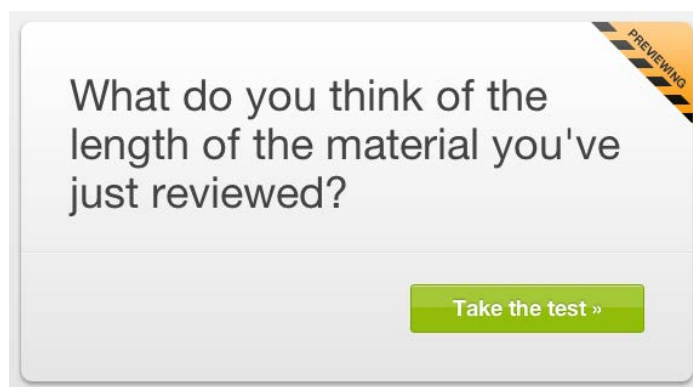 PREVIEWING
What do you think of the
length of the material you've
just reviewed?
Take the test »